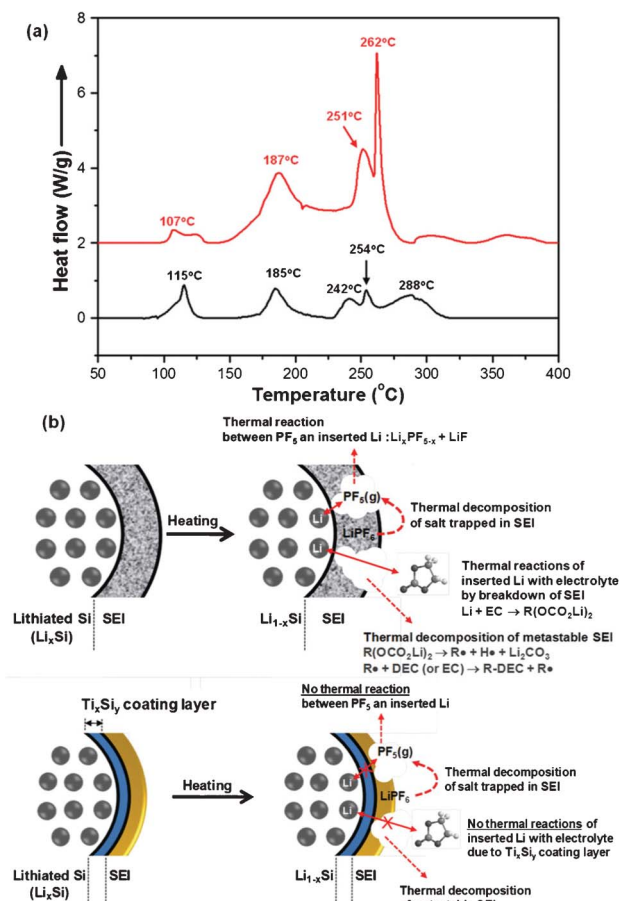 (a)
8
6
4
2
0
Heat flow (W/g)
262°C
251°C
187°C
107°C
254°C
115°C
185°C
242°C
288°C
50 100 150 200 250 300 350 400
Temperature (°C)
(b)
Thermal reaction
between PF5 an inserted Li :LixPF5-x + LiF
PF5(g)
Li
LiPF6
Li
Heating
Thermal decomposition
of salt trapped in SEI
Thermal reactions of
inserted Li with electrolyte
by breakdown of SEI
Li + EC → R(OCO2Li)2
Lithiated Si SEI
(LixSi)
Li1-xSi SEI
Thermal decomposition of metastable SEI
R(OCO2Li)2 → R• + H• + Li2CO3
R• + DEC (or EC) → R-DEC + R•
TixSiy coating layer
No thermal reaction
between PF5 an inserted Li
PF5(g)
Li
LiPF6
Li
Heating
Thermal decomposition
of salt trapped in SEI
No thermal reactions of
inserted Li with electrolyte
due to TixSiy coating layer
Lithiated Si SEI
(LixSi)
Li1-xSi SEI
Thermal decomposition